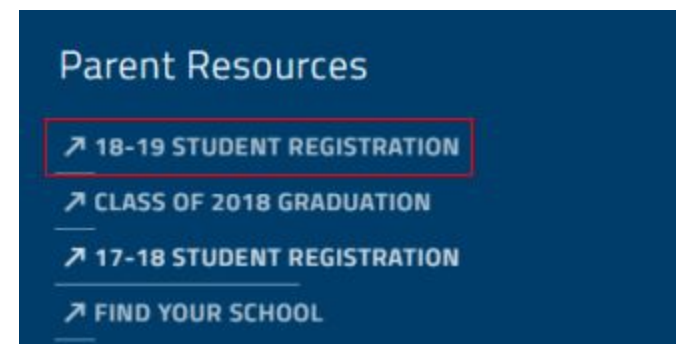 Parent Resources
18-19 STUDENT REGISTRATION
CLASS OF 2018 GRADUATION
17-18 STUDENT REGISTRATION
FIND YOUR SCHOOL